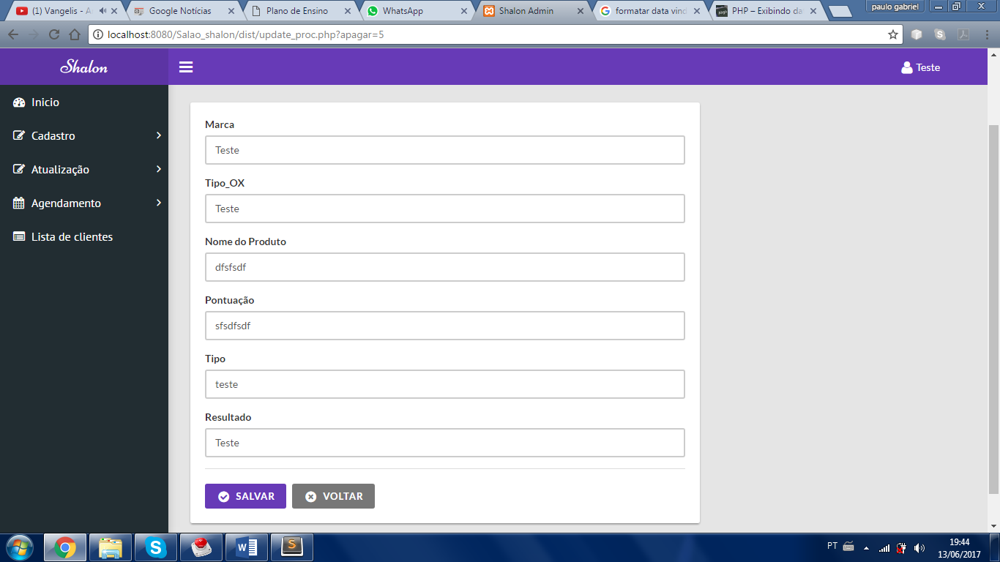 (1) Vangelis - A
Google Notícias
Plano de Ensino
WhatsApp
Shalon Admin
formatar data vind
PHP – Exibindo da
paulo gabriel
localhost:8080/Salao_shalon/dist/update_proc.php?apagar=5
Shalon
Teste
Inicio
Cadastro
Atualização
Agendamento
Lista de clientes
Marca
Teste
Tipo_OX
Teste
Nome do Produto
dfsfsdf
Pontuação
sfsdfsdf
Tipo
teste
Resultado
Teste
SALVAR
VOLTAR
PT
19:44
13/06/2017